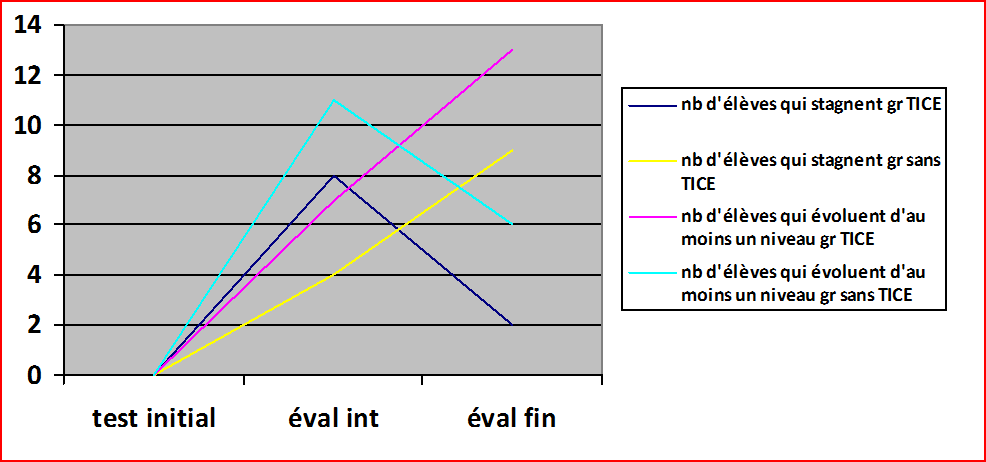 14
12
10
8
6
4
2
0
test initial
éval int
éval fin
nb d'élèves qui stagnent gr TICE
nb d'élèves qui stagnent gr sans
TICE
nb d'élèves qui évoluent d'au
moins un niveau gr TICE
nb d'élèves qui évoluent d'au
moins un niveau gr sans TICE